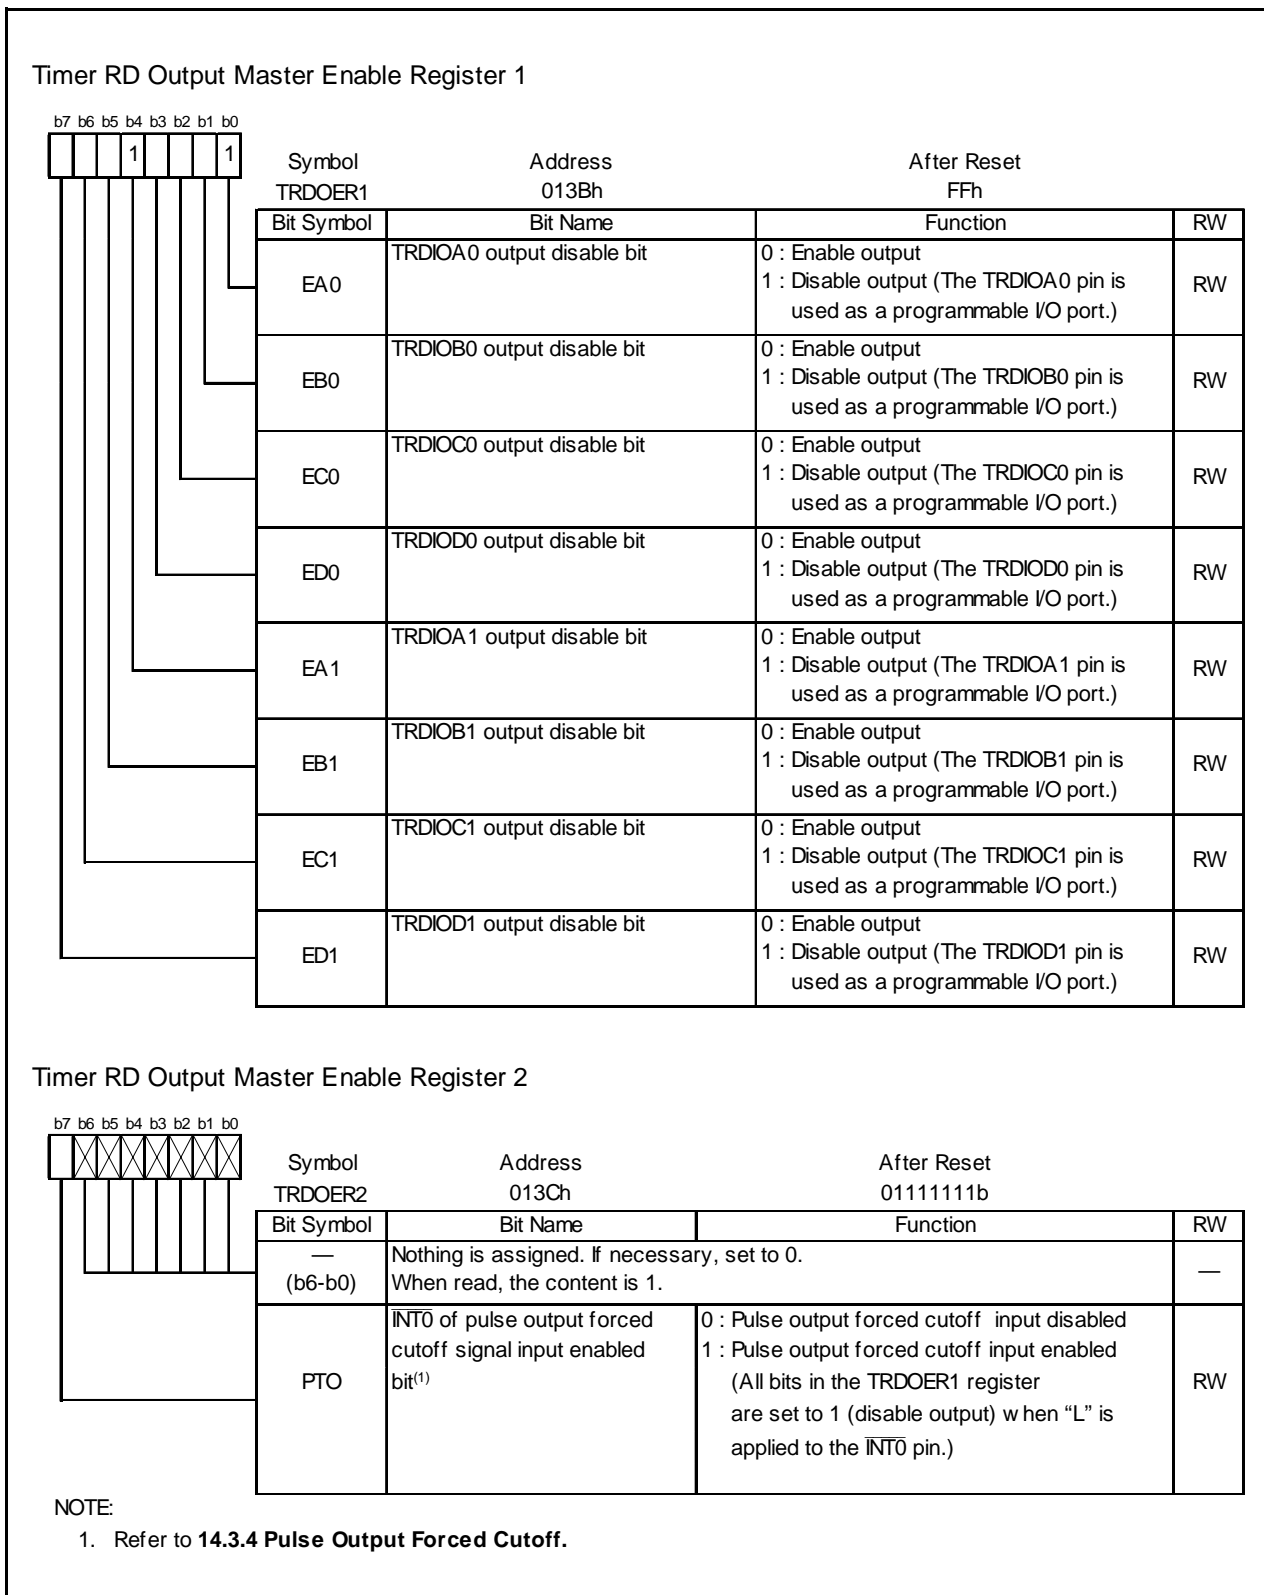 Timer RD Output Master Enable Register 1
b7 b6 b5 b4 b3 b2 b1 b0
1 1
Symbol Address After Reset
TRDOER1 013Bh FFh
Bit Symbol Bit Name Function RW
EA0 TRDIOA0 output disable bit 0 : Enable output
1 : Disable output (The TRDIOA0 pin is
used as a programmable I/O port.) RW
EB0 TRDIOB0 output disable bit 0 : Enable output
1 : Disable output (The TRDIOB0 pin is
used as a programmable I/O port.) RW
EC0 TRDIOC0 output disable bit 0 : Enable output
1 : Disable output (The TRDIOC0 pin is
used as a programmable I/O port.) RW
ED0 TRDIOD0 output disable bit 0 : Enable output
1 : Disable output (The TRDIOD0 pin is
used as a programmable I/O port.) RW
EA1 TRDIOA1 output disable bit 0 : Enable output
1 : Disable output (The TRDIOA1 pin is
used as a programmable I/O port.) RW
EB1 TRDIOB1 output disable bit 0 : Enable output
1 : Disable output (The TRDIOB1 pin is
used as a programmable I/O port.) RW
EC1 TRDIOC1 output disable bit 0 : Enable output
1 : Disable output (The TRDIOC1 pin is
used as a programmable I/O port.) RW
ED1 TRDIOD1 output disable bit 0 : Enable output
1 : Disable output (The TRDIOD1 pin is
used as a programmable I/O port.) RW
Timer RD Output Master Enable Register 2
b7 b6 b5 b4 b3 b2 b1 b0
Symbol Address After Reset
TRDOER2 013Ch 01111111b
Bit Symbol Bit Name Function RW
— Nothing is assigned. If necessary, set to 0.
(b6-b0) When read, the content is 1. —
INT0 of pulse output forced 0 : Pulse output forced cutoff input disabled
cutoff signal input enabled 1 : Pulse output forced cutoff input enabled
PTO bit(1) (All bits in the TRDOER1 register RW
are set to 1 (disable output) when “L” is
applied to the INT0 pin.)
NOTE:
1. Refer to 14.3.4 Pulse Output Forced Cutoff.